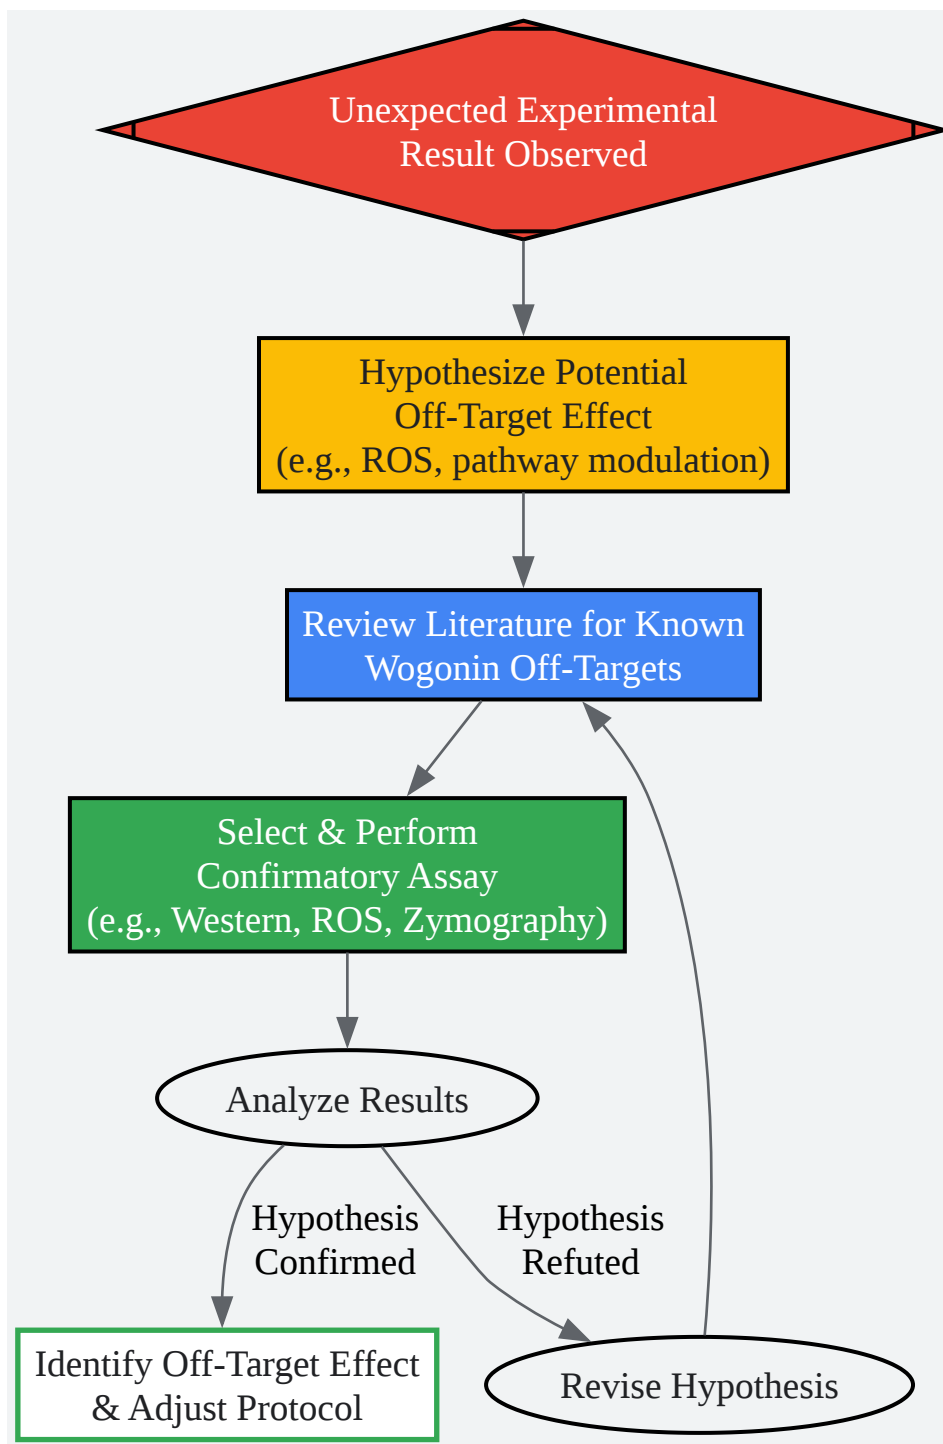 Unexpected Experimental
Result Observed
Hypothesize Potential
Off-Target Effect
(e.g., ROS, pathway modulation)
Review Literature for Known
Wogonin Off-Targets
Select & Perform
Confirmatory Assay
(e.g., Western, ROS, Zymography)
Analyze Results
Hypothesis
Confirmed
Hypothesis
Refuted
Identify Off-Target Effect
& Adjust Protocol
Revise Hypothesis